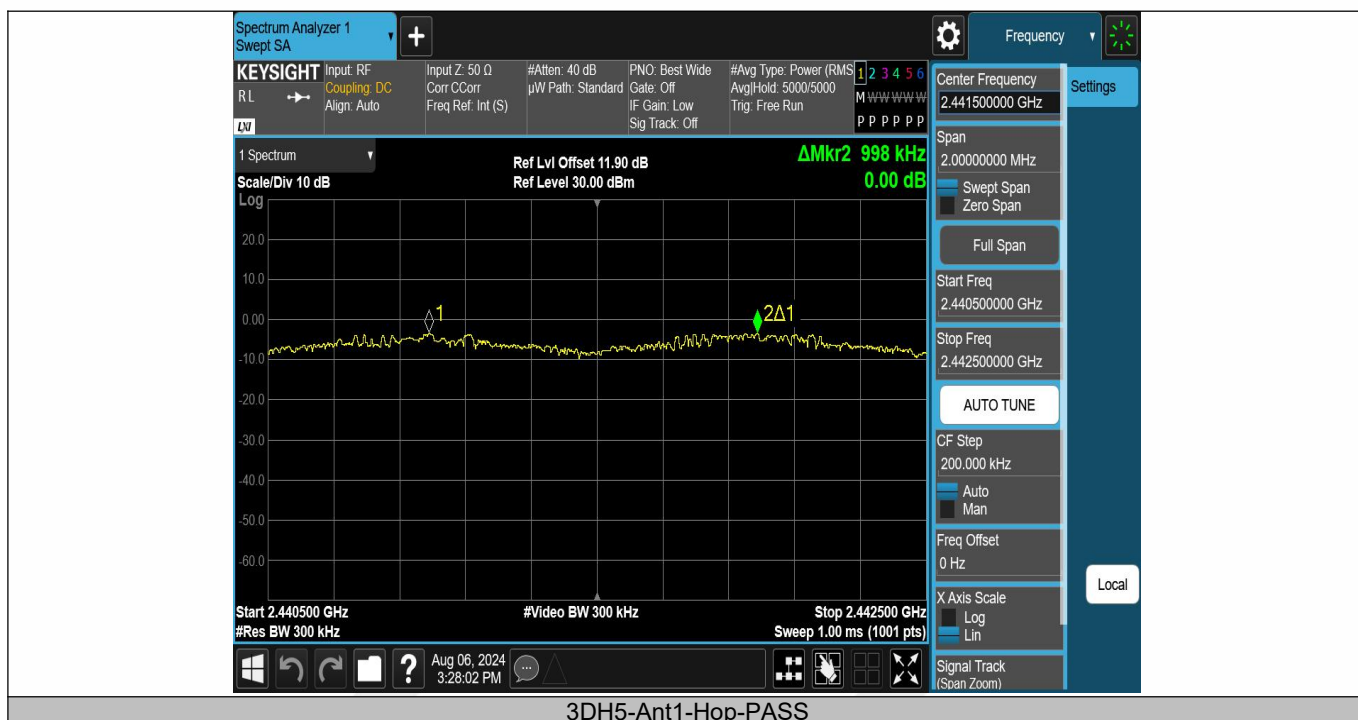 Spectrum Analyzer 1
Swept SA
+
Frequency
KEYSIGHT
RL
LXI
Input: RF
Coupling: DC
Align: Auto
Input Z: 50 Ω
Corr CCorr
Freq Ref: Int (S)
#Atten: 40 dB
µW Path: Standard
PNO: Best Wide
Gate: Off
IF Gain: Low
Sig Track: Off
#Avg Type: Power (RMS
Avg|Hold: 5000/5000
Trig: Free Run
1 2 3 4 5 6
M W W W W W
P P P P P P
Center Frequency
2.441500000 GHz
Settings
Span
2.00000000 MHz
Swept Span
Zero Span
Full Span
Start Freq
2.440500000 GHz
Stop Freq
2.442500000 GHz
AUTO TUNE
CF Step
200.000 kHz
Auto
Man
Freq Offset
0 Hz
X Axis Scale
Log
Lin
Signal Track
(Span Zoom)
Local
1 Spectrum
Scale/Div 10 dB
Log
Ref Lvl Offset 11.90 dB
Ref Level 30.00 dBm
ΔMkr2 998 kHz
0.00 dB
20.0
10.0
0.00
-10.0
-20.0
-30.0
-40.0
-50.0
-60.0
1
2Δ1
Start 2.440500 GHz
#Res BW 300 kHz
#Video BW 300 kHz
Stop 2.442500 GHz
Sweep 1.00 ms (1001 pts)
?
Aug 06, 2024
3:28:02 PM
3DH5-Ant1-Hop-PASS